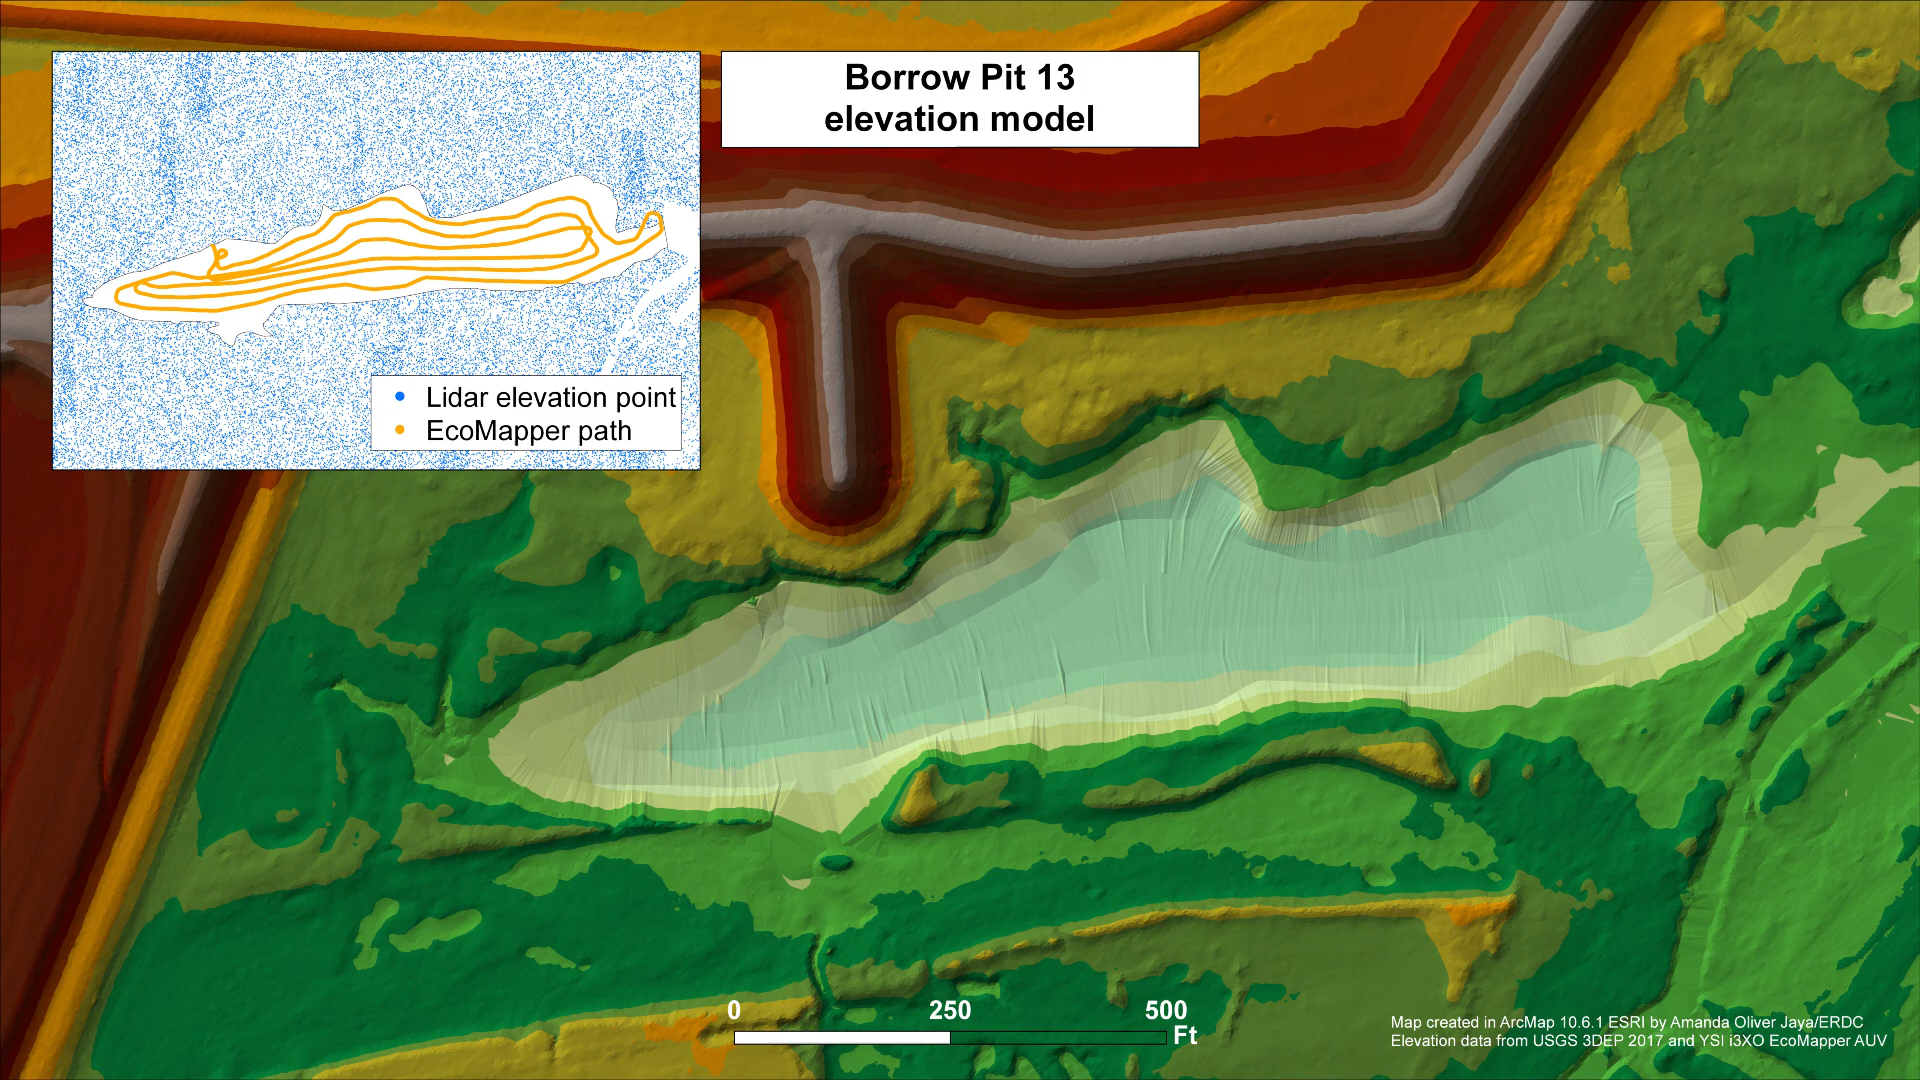 Borrow Pit 13
elevation model
Lidar elevation point
EcoMapper path
0 250 500
Ft
Map created in ArcMap 10.6.1 ESRI by Amanda Oliver Jaya/ERDC
Elevation data from USGS 3DEP 2017 and YSI i3XO EcoMapper AUV